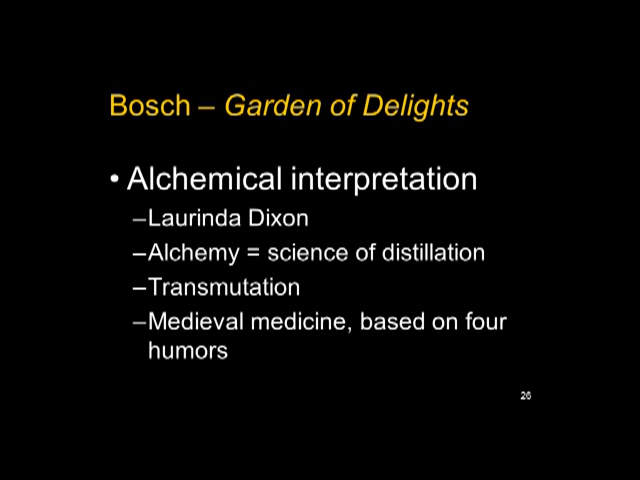 Bosch – Garden of Delights
• Alchemical interpretation
–Laurinda Dixon
–Alchemy = science of distillation
–Transmutation
–Medieval medicine, based on four
humors
26